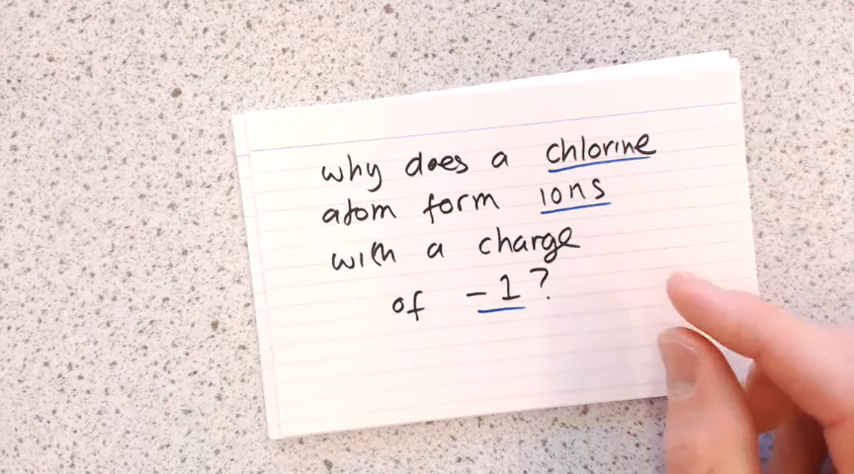 why does a chlorine
atom form ions
with a charge
of -1?